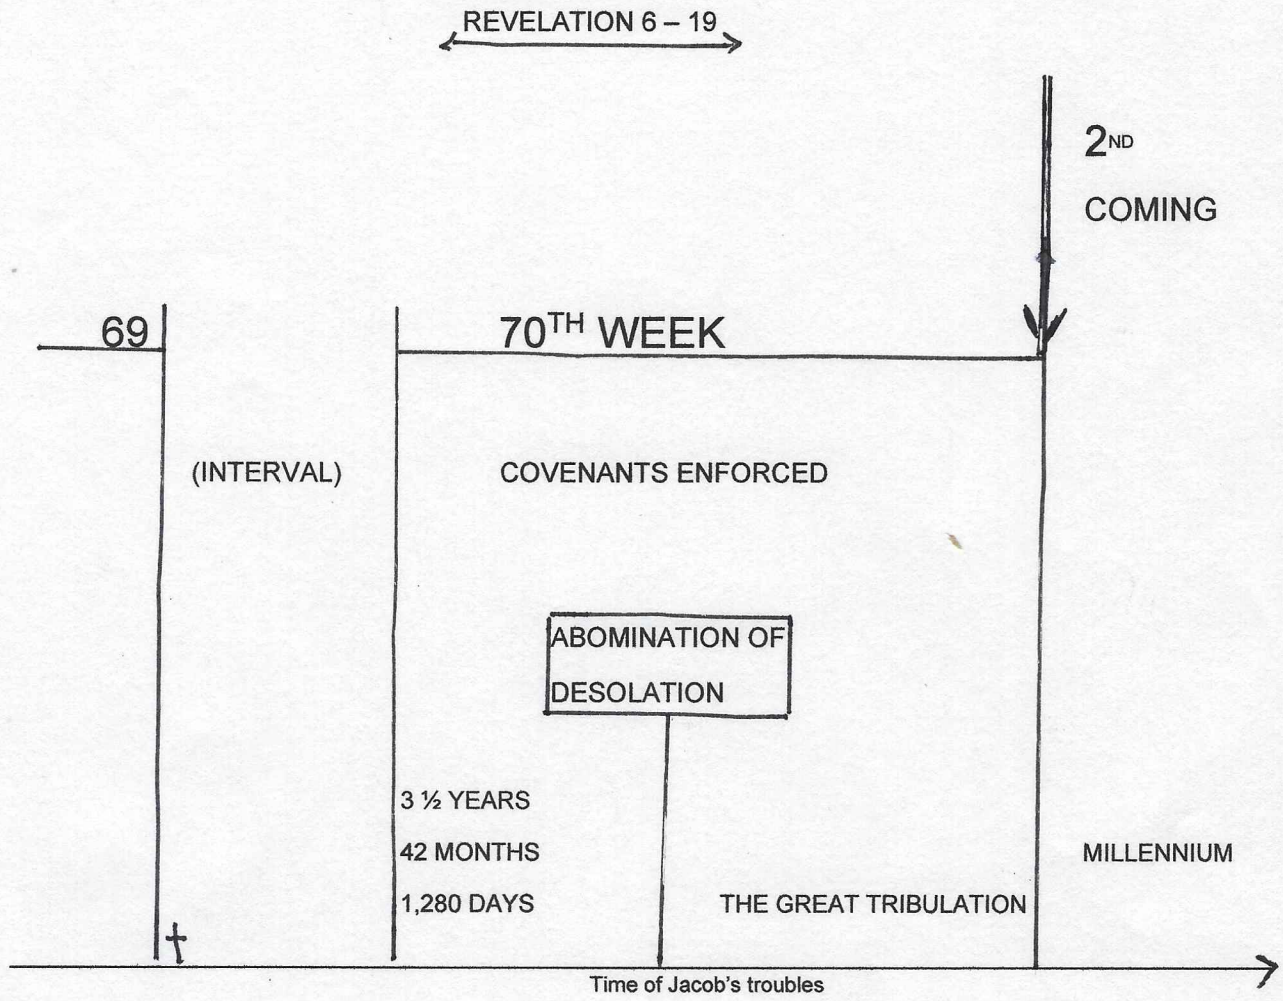 REVELATION 6 – 19
2ND
COMING
69
70TH WEEK
(INTERVAL)
COVENANTS ENFORCED
ABOMINATION OF
DESOLATION
3 ½ YEARS
42 MONTHS
MILLENNIUM
1,280 DAYS
THE GREAT TRIBULATION
Time of Jacob's troubles